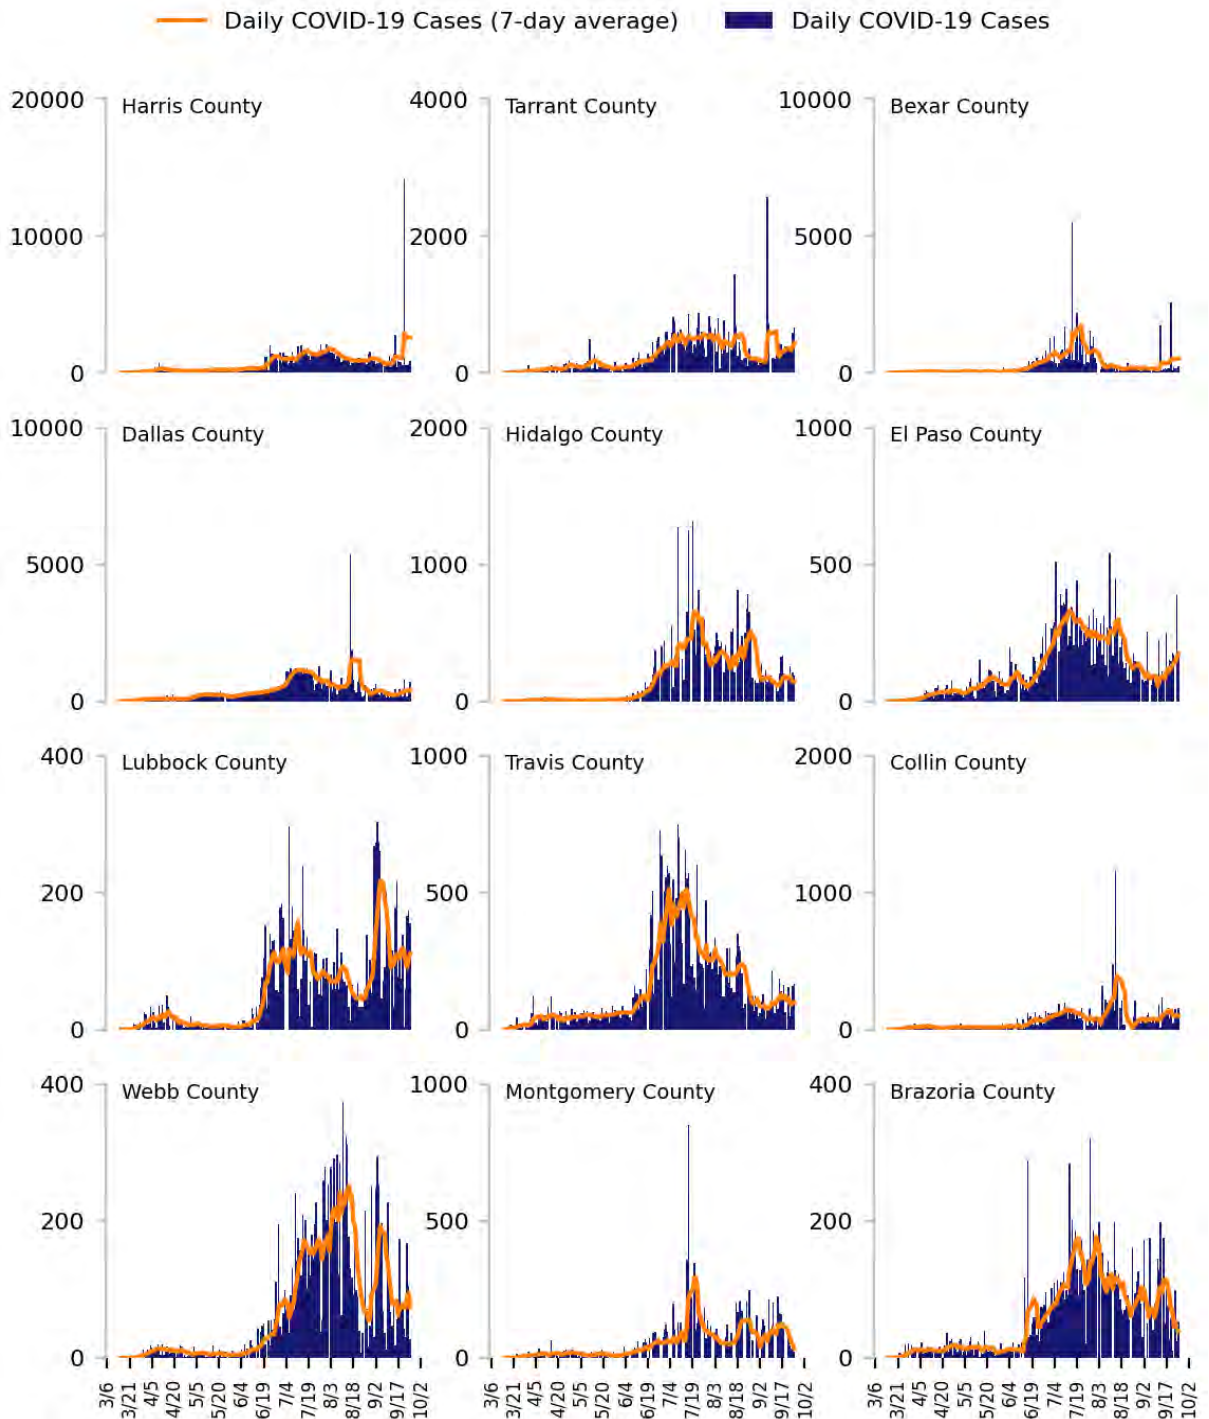 Daily COVID-19 Cases (7-day average) Daily COVID-19 Cases
20000 Harris County 4000 Tarrant County 10000 Bexar County
10000 2000 5000
0 0 0
10000 Dallas County 2000 Hidalgo County 1000 El Paso County
5000 1000 500
0 0 0
400 Lubbock County 1000 Travis County 2000 Collin County
200 500 1000
0 0 0
400 Webb County 1000 Montgomery County 400 Brazoria County
200 500 200
0 0 0
3/6 3/21 4/5 4/20 5/5 5/20 6/4 6/19 7/4 7/19 8/3 8/18 9/2 9/17 10/2 3/6 3/21 4/5 4/20 5/5 5/20 6/4 6/19 7/4 7/19 8/3 8/18 9/2 9/17 10/2 3/6 3/21 4/5 4/20 5/5 5/20 6/4 6/19 7/4 7/19 8/3 8/18 9/2 9/17 10/2